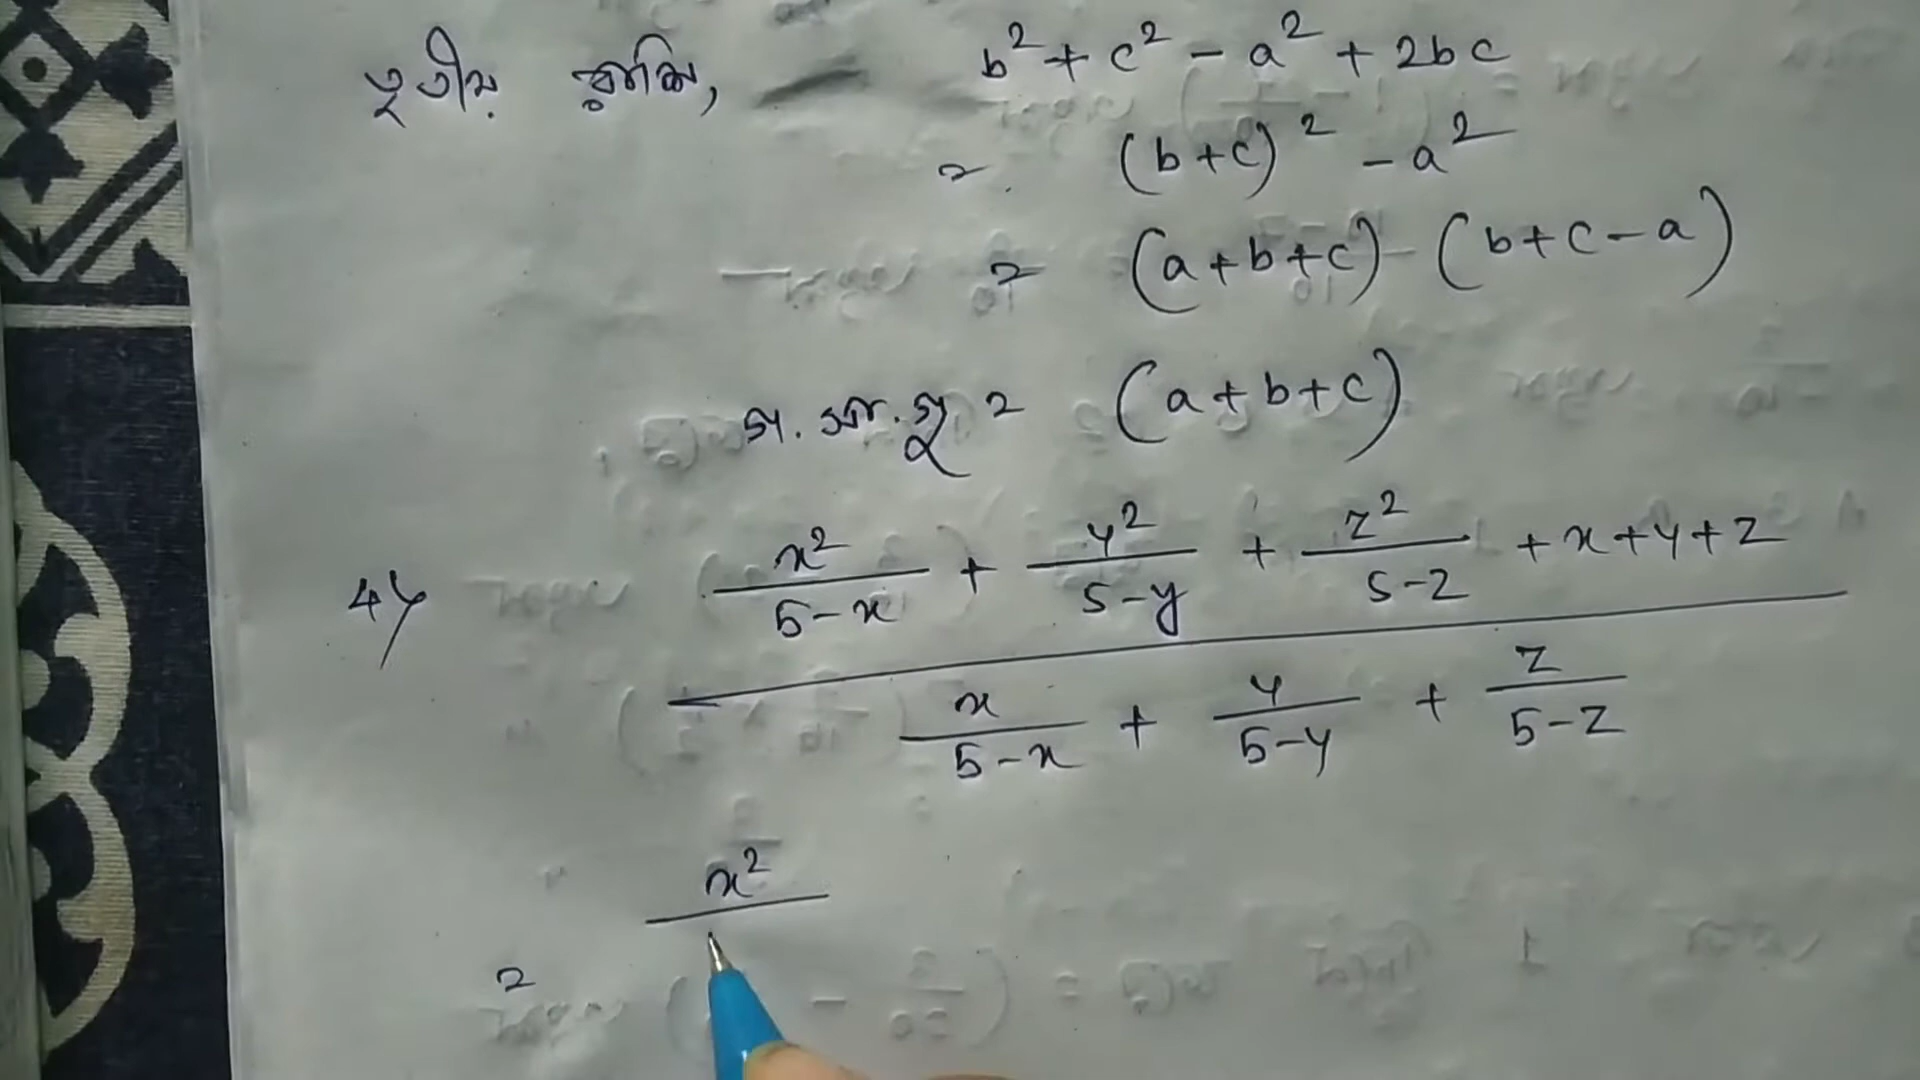 তৃতীয় রাশি, b² + c² - a² + 2bc
= (b+c)² - a²
= (a+b+c) (b+c-a)
গ. সা. গু = (a+b+c)
4) x²/(5-x) + y²/(5-y) + z²/(5-z) + x+y+z
x/(5-x) + y/(5-y) + z/(5-z)
= x²